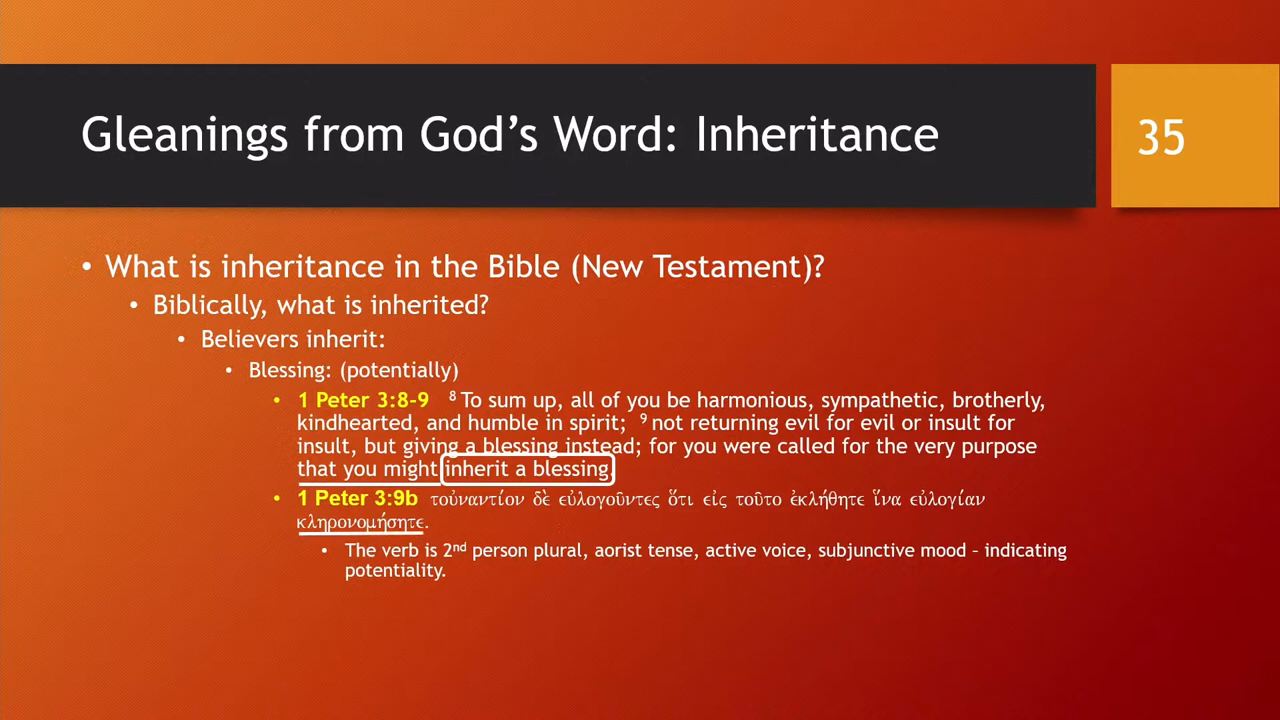 Gleanings from God’s Word: Inheritance
35
• What is inheritance in the Bible (New Testament)?
• Biblically, what is inherited?
• Believers inherit:
• Blessing: (potentially)
• 1 Peter 3:8-9 ⁸ To sum up, all of you be harmonious, sympathetic, brotherly,
kindhearted, and humble in spirit; ⁹ not returning evil for evil or insult for
insult, but giving a blessing instead; for you were called for the very purpose
that you might inherit a blessing.
• 1 Peter 3:9b τοὐναντίον δὲ εὐλογοῦντες ὅτι εἰς τοῦτο ἐκλήθητε ἵνα εὐλογίαν
κληρονομήσητε.
• The verb is 2nd person plural, aorist tense, active voice, subjunctive mood – indicating
potentiality.